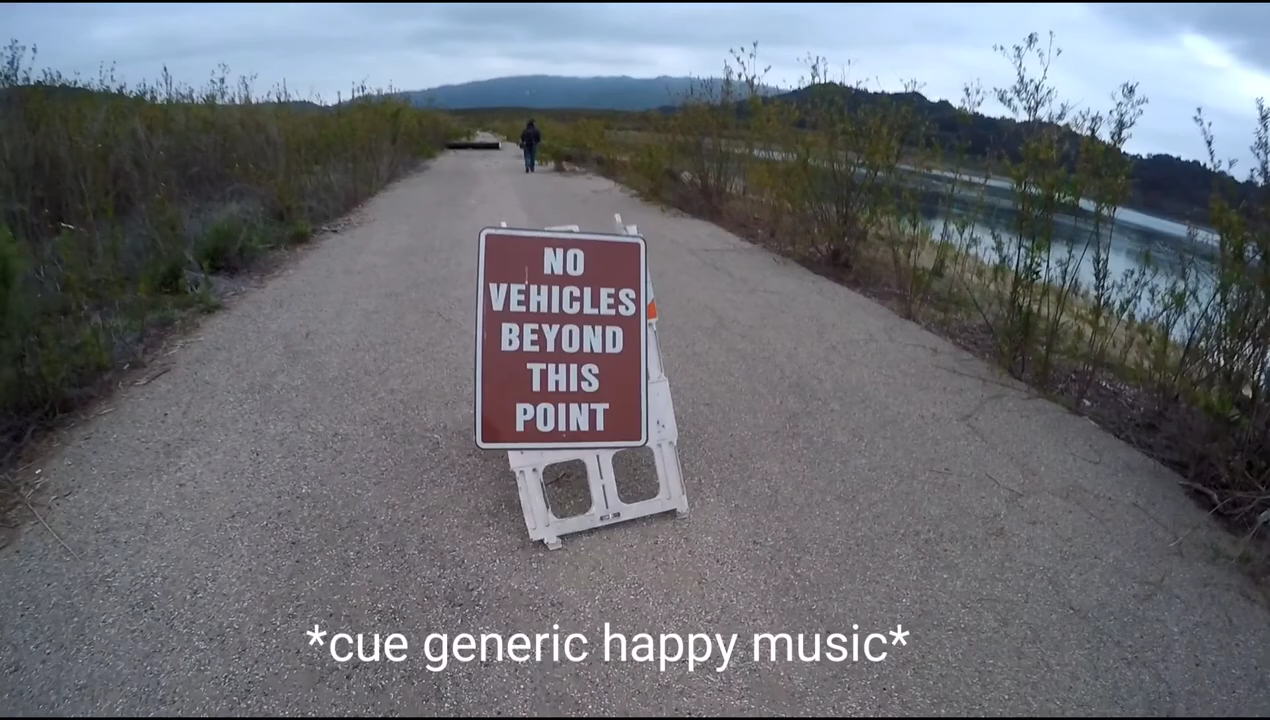 NO
VEHICLES
BEYOND
THIS
POINT
*cue generic happy music*